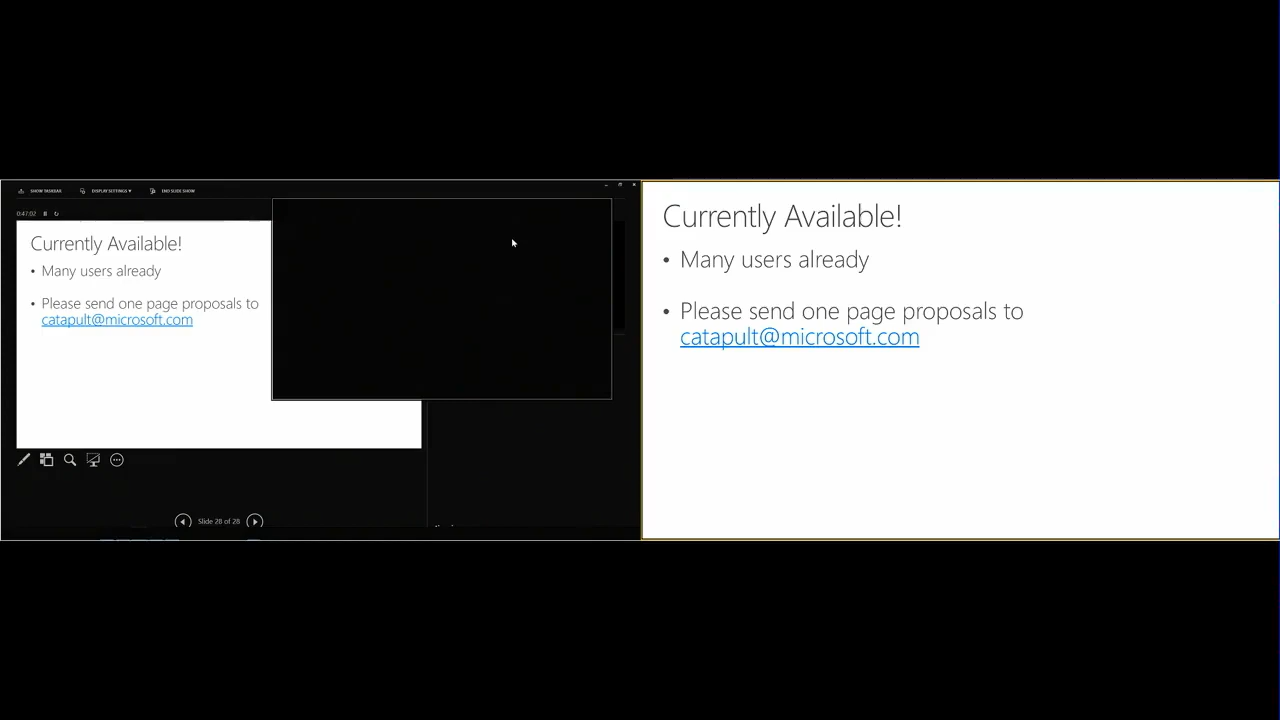 SHOW TASKBAR DISPLAY SETTINGS ▾ END SLIDE SHOW
0:47:02
Currently Available!
• Many users already
• Please send one page proposals to
catapult@microsoft.com
Slide 28 of 28
Currently Available!
• Many users already
• Please send one page proposals to
catapult@microsoft.com